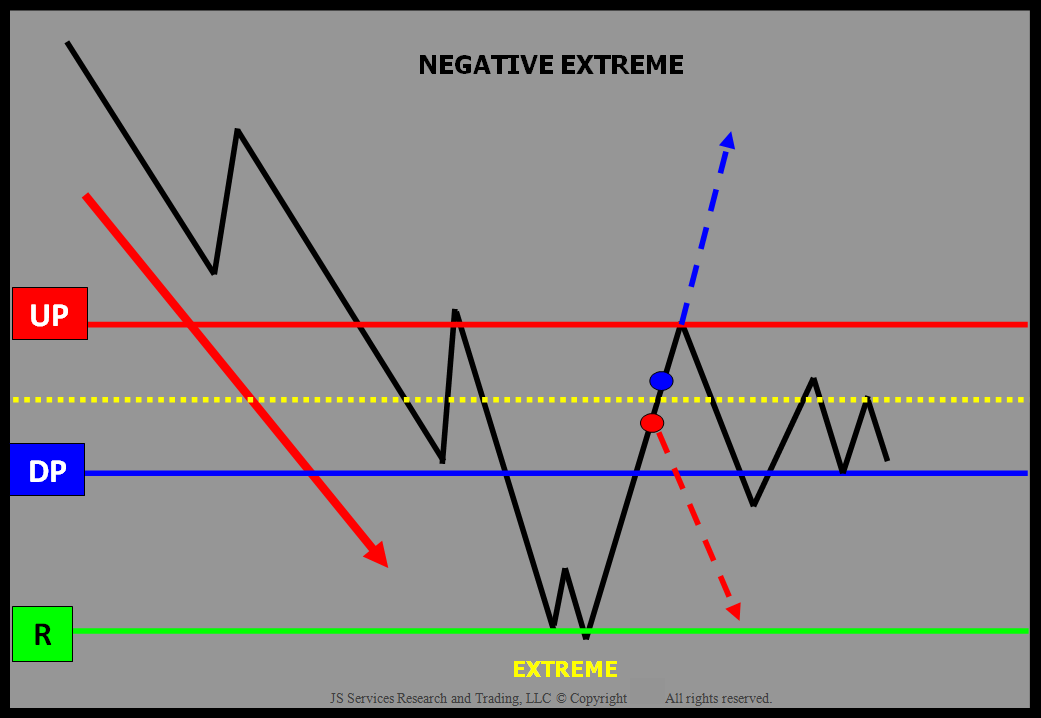 NEGATIVE EXTREME
UP
DP
R
EXTREME
JS Services Research and Trading, LLC © Copyright All rights reserved.